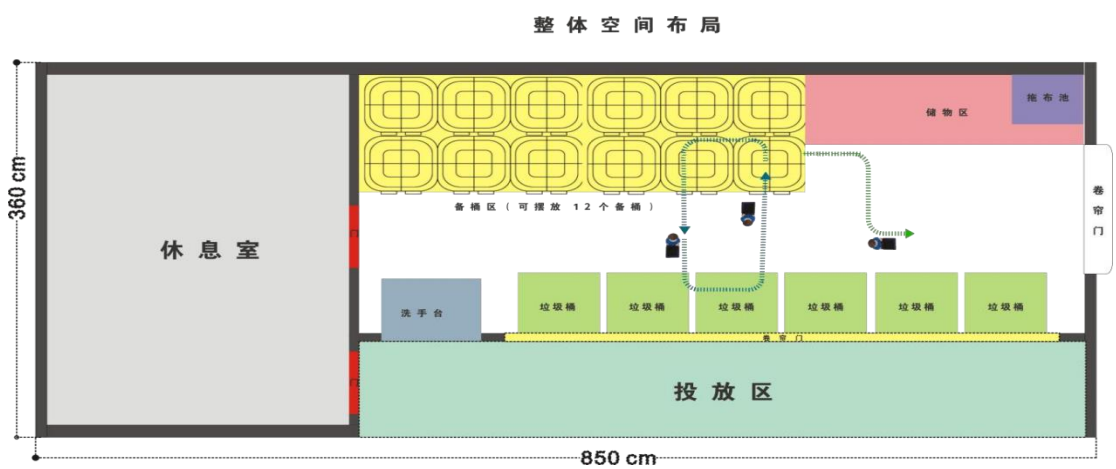 整体空间布局
360 cm
休息室
门
门
备桶区(可摆放 12个备桶)
储物区
拖布池
卷帘门
洗手台
垃圾桶
垃圾桶
垃圾桶
垃圾桶
垃圾桶
垃圾桶
卷帘门
投放区
850 cm